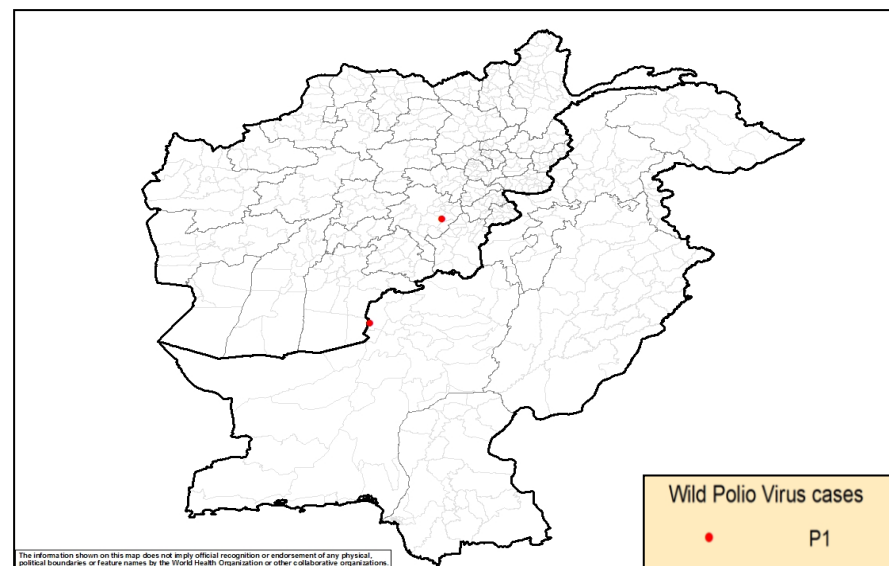 Wild Polio Virus cases
P1
The information shown on this map does not imply official recognition or endorsement of any physical,
political boundaries or feature names by the World Health Organization or other collaborative organizations.